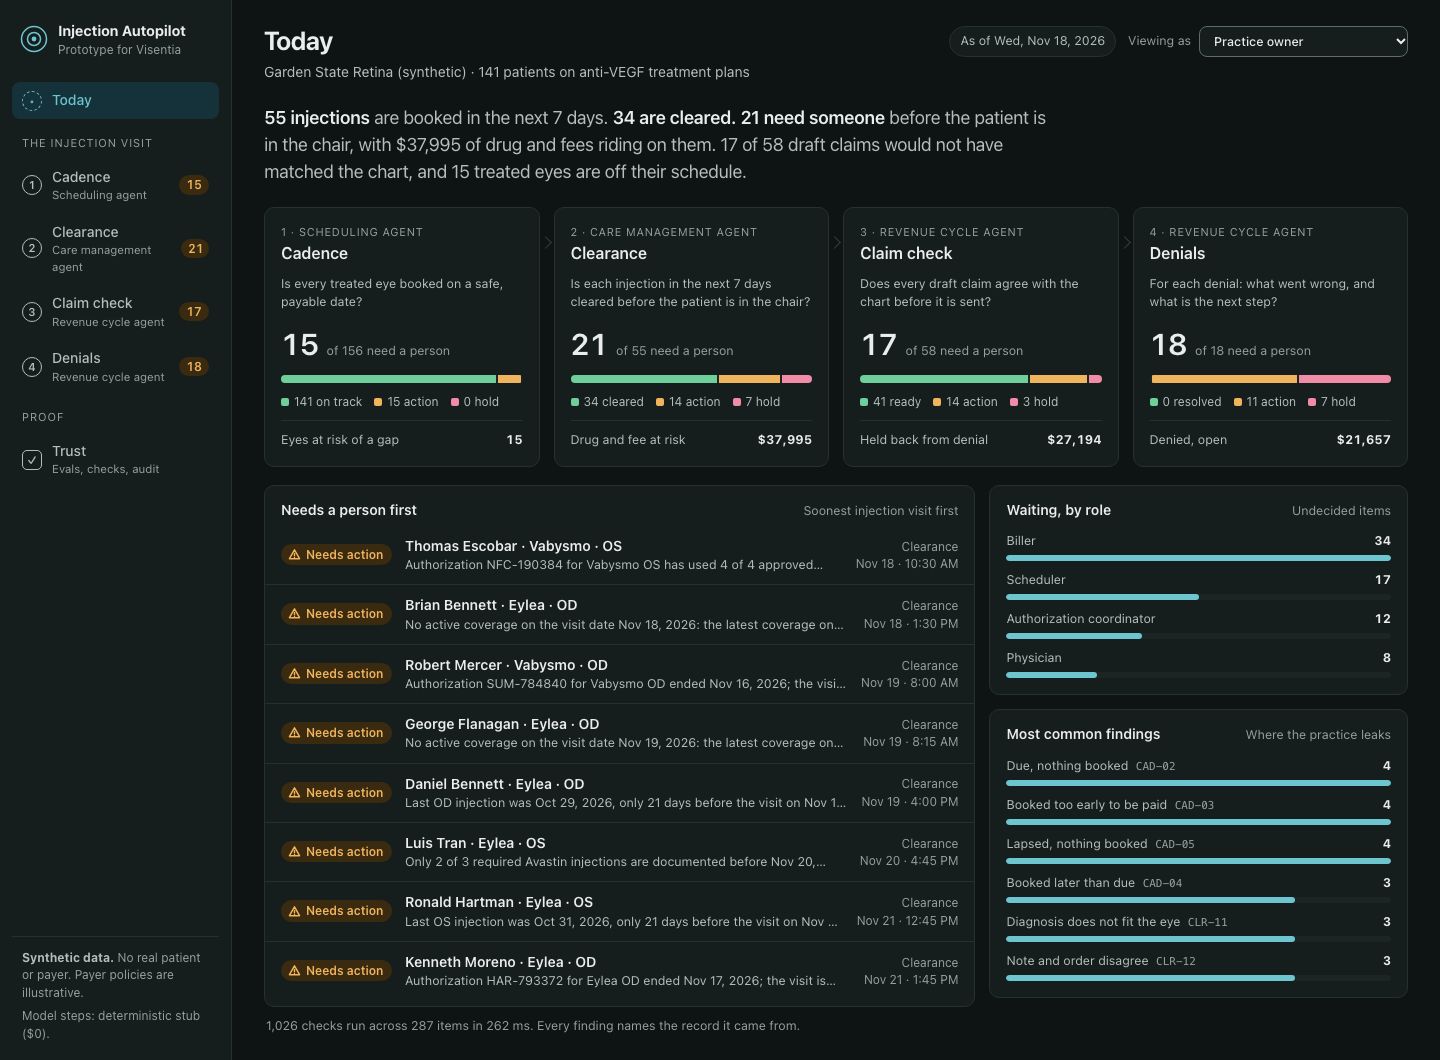 Injection Autopilot
Prototype for Visentia
Today
THE INJECTION VISIT
1
Cadence
Scheduling agent
15
2
Clearance
Care management
agent
21
3
Claim check
Revenue cycle agent
17
4
Denials
Revenue cycle agent
18
PROOF
Trust
Evals, checks, audit
Synthetic data. No real patient
or payer. Payer policies are
illustrative.
Model steps: deterministic stub
($0).
Today
As of Wed, Nov 18, 2026
Viewing as
Practice owner
Garden State Retina (synthetic) · 141 patients on anti-VEGF treatment plans
55 injections are booked in the next 7 days. 34 are cleared. 21 need someone before the patient is
in the chair, with $37,995 of drug and fees riding on them. 17 of 58 draft claims would not have
matched the chart, and 15 treated eyes are off their schedule.
1 · SCHEDULING AGENT
Cadence
Is every treated eye booked on a safe,
payable date?
15 of 156 need a person
141 on track 15 action 0 hold
Eyes at risk of a gap 15
2 · CARE MANAGEMENT AGENT
Clearance
Is each injection in the next 7 days
cleared before the patient is in the chair?
21 of 55 need a person
34 cleared 14 action 7 hold
Drug and fee at risk $37,995
3 · REVENUE CYCLE AGENT
Claim check
Does every draft claim agree with the
chart before it is sent?
17 of 58 need a person
41 ready 14 action 3 hold
Held back from denial $27,194
4 · REVENUE CYCLE AGENT
Denials
For each denial: what went wrong, and
what is the next step?
18 of 18 need a person
0 resolved 11 action 7 hold
Denied, open $21,657
Needs a person first Soonest injection visit first
Needs action
Thomas Escobar · Vabysmo · OS
Authorization NFC-190384 for Vabysmo OS has used 4 of 4 approved...
Clearance
Nov 18 · 10:30 AM
Needs action
Brian Bennett · Eylea · OD
No active coverage on the visit date Nov 18, 2026: the latest coverage on...
Clearance
Nov 18 · 1:30 PM
Needs action
Robert Mercer · Vabysmo · OD
Authorization SUM-784840 for Vabysmo OD ended Nov 16, 2026; the visi...
Clearance
Nov 19 · 8:00 AM
Needs action
George Flanagan · Eylea · OD
No active coverage on the visit date Nov 19, 2026: the latest coverage on...
Clearance
Nov 19 · 8:15 AM
Needs action
Daniel Bennett · Eylea · OD
Last OD injection was Oct 29, 2026, only 21 days before the visit on Nov 1...
Clearance
Nov 19 · 4:00 PM
Needs action
Luis Tran · Eylea · OS
Only 2 of 3 required Avastin injections are documented before Nov 20,...
Clearance
Nov 20 · 4:45 PM
Needs action
Ronald Hartman · Eylea · OS
Last OS injection was Oct 31, 2026, only 21 days before the visit on Nov ...
Clearance
Nov 21 · 12:45 PM
Needs action
Kenneth Moreno · Eylea · OD
Authorization HAR-793372 for Eylea OD ended Nov 17, 2026; the visit is...
Clearance
Nov 21 · 1:45 PM
Waiting, by role Undecided items
Biller 34
Scheduler 17
Authorization coordinator 12
Physician 8
Most common findings Where the practice leaks
Due, nothing booked CAD-02 4
Booked too early to be paid CAD-03 4
Lapsed, nothing booked CAD-05 4
Booked later than due CAD-04 3
Diagnosis does not fit the eye CLR-11 3
Note and order disagree CLR-12 3
1,026 checks run across 287 items in 262 ms. Every finding names the record it came from.